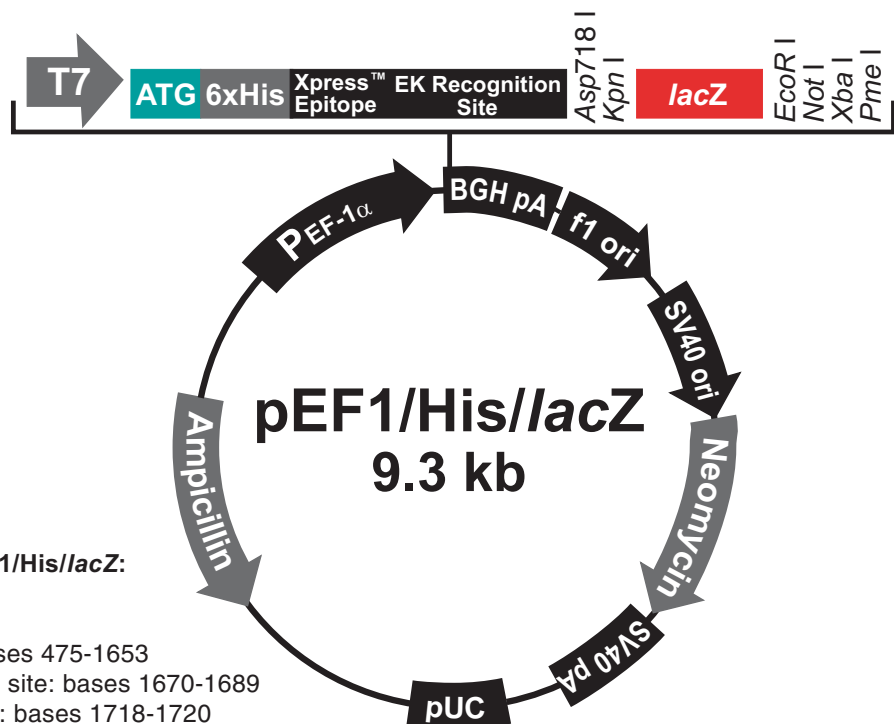 T7
ATG
6xHis
Xpress™ Epitope
EK Recognition Site
Asp718 I
Kpn I
lacZ
EcoR I
Not I
Xba I
Pme I
PEF-1α
BGH pA
f1 ori
SV40 ori
Neomycin
SV40 pA
pUC
Ampicillin
pEF1/His/lacZ
9.3 kb
1/His/lacZ:
ses 475-1653
site: bases 1670-1689
: bases 1718-1720